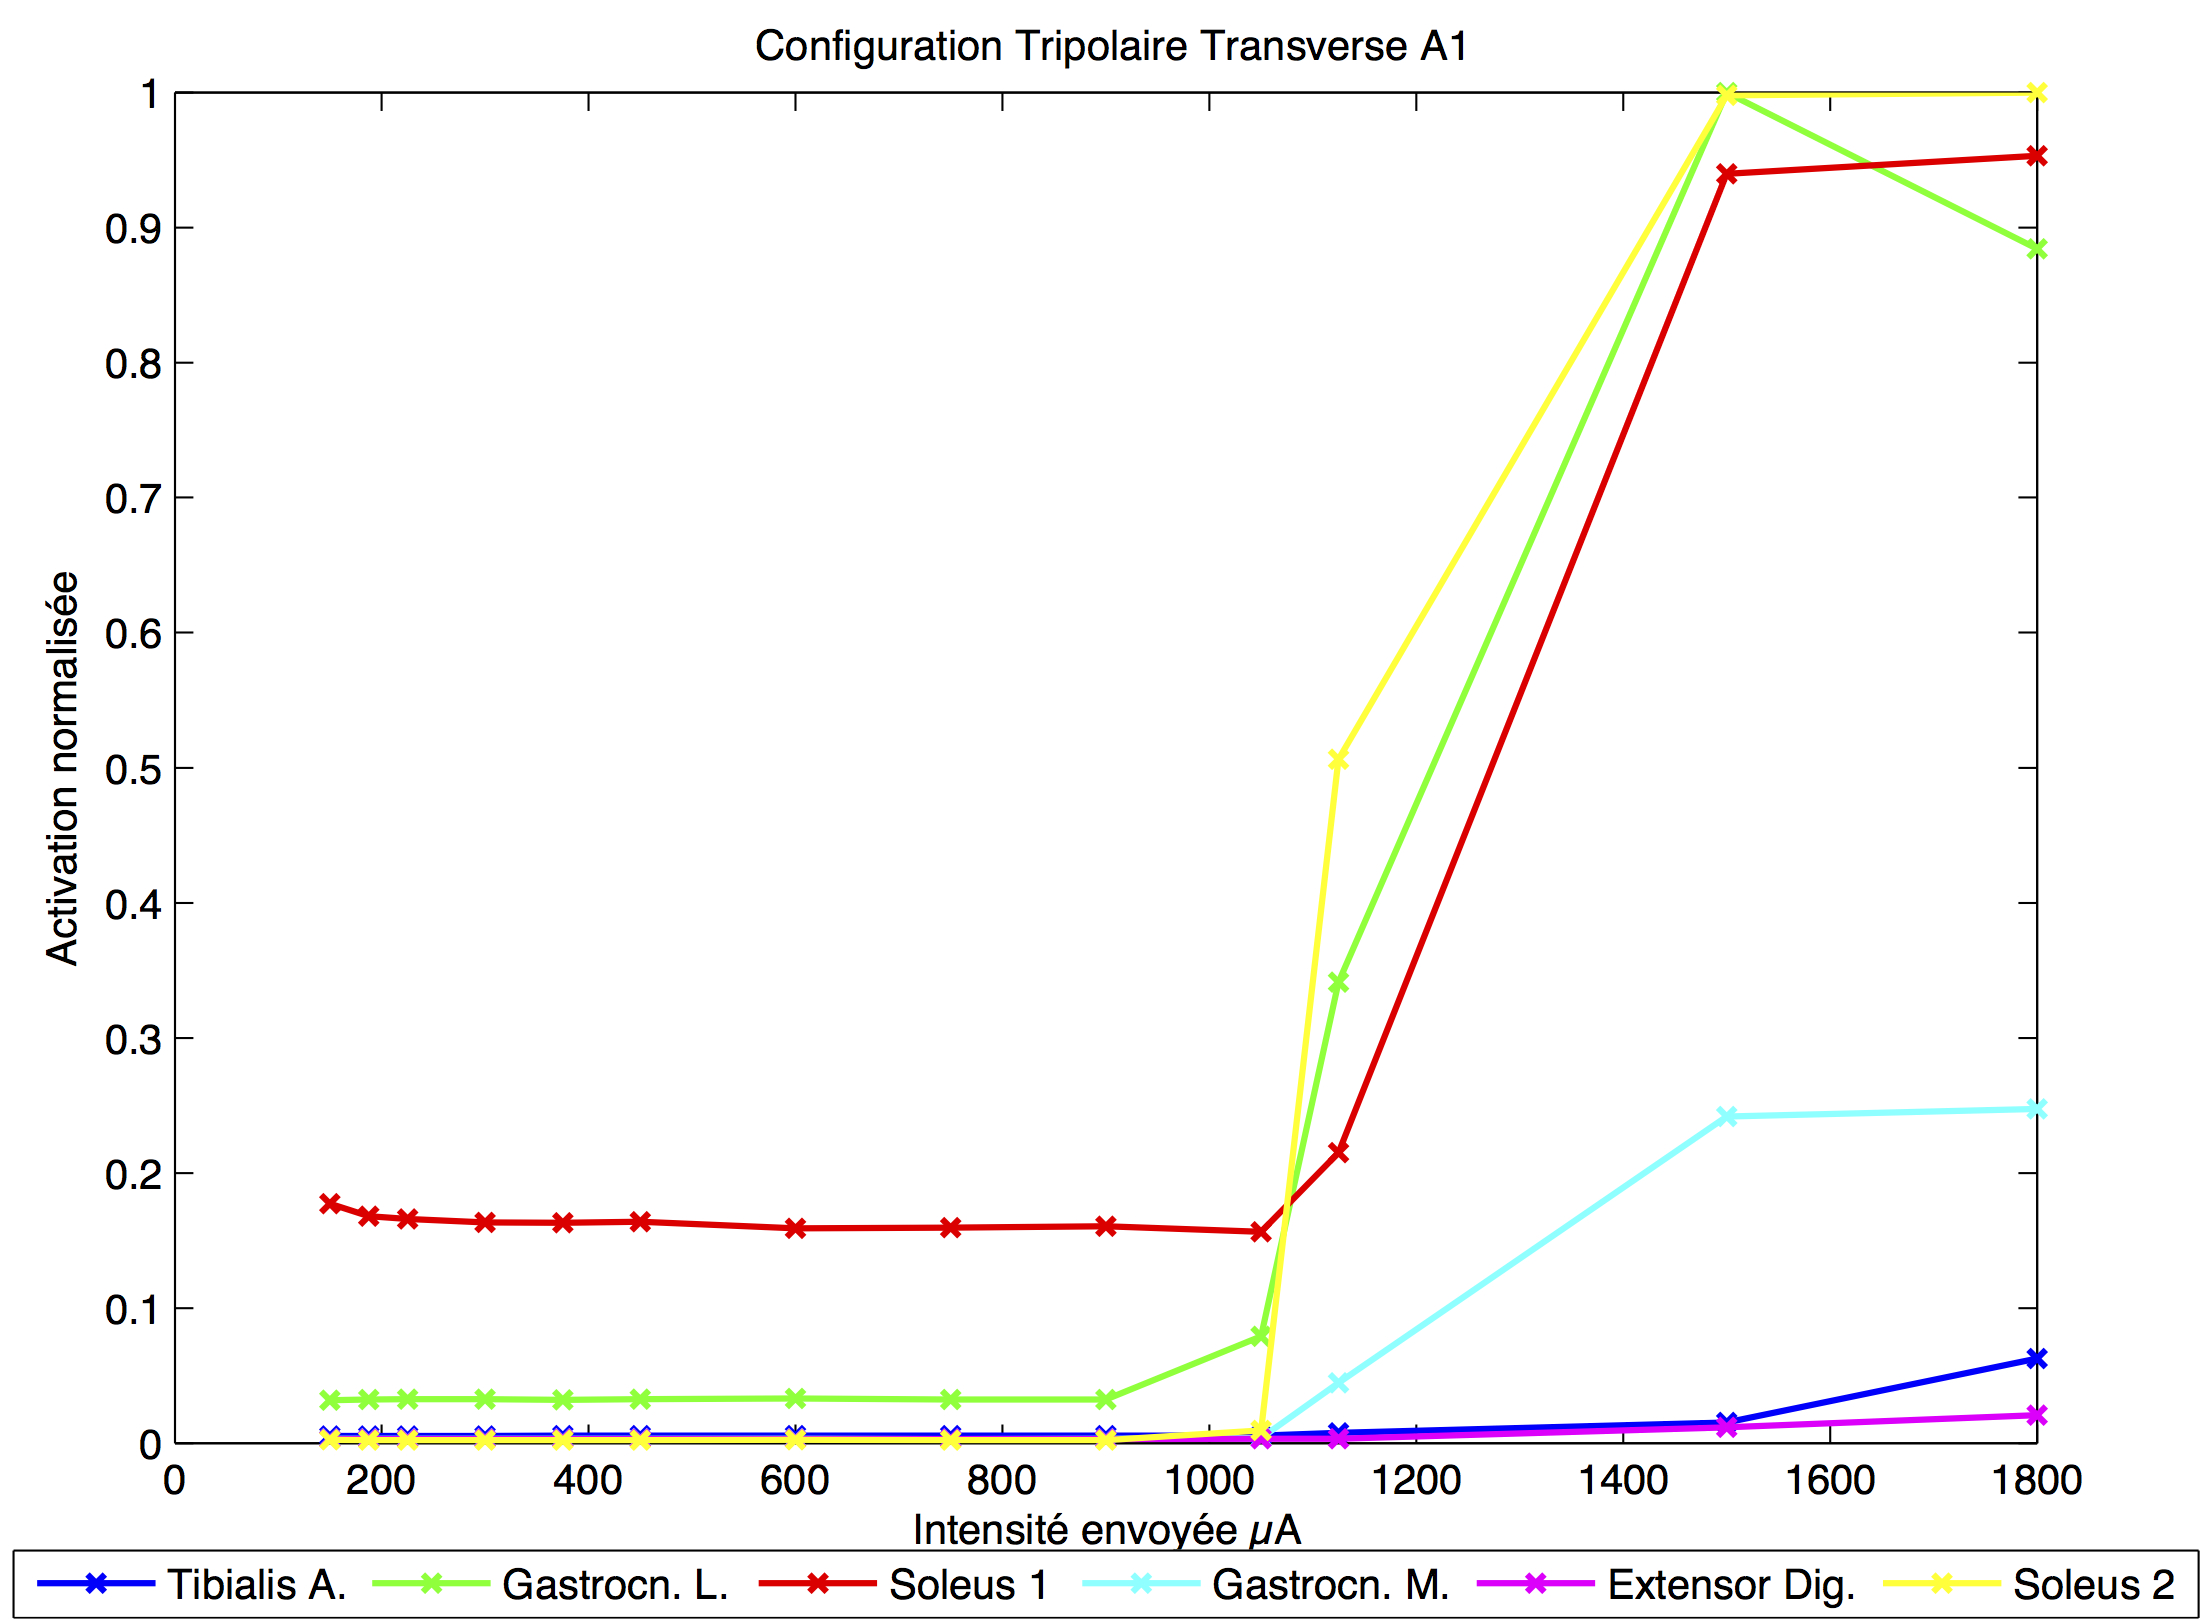 Configuration Tripolaire Transverse A1
1
0.9
0.8
0.7
0.6
0.5
0.4
0.3
0.2
0.1
0
Activation normalisée
0 200 400 600 800 1000 1200 1400 1600 1800
Intensité envoyée µA
Tibialis A. Gastrocn. L. Soleus 1 Gastrocn. M. Extensor Dig. Soleus 2